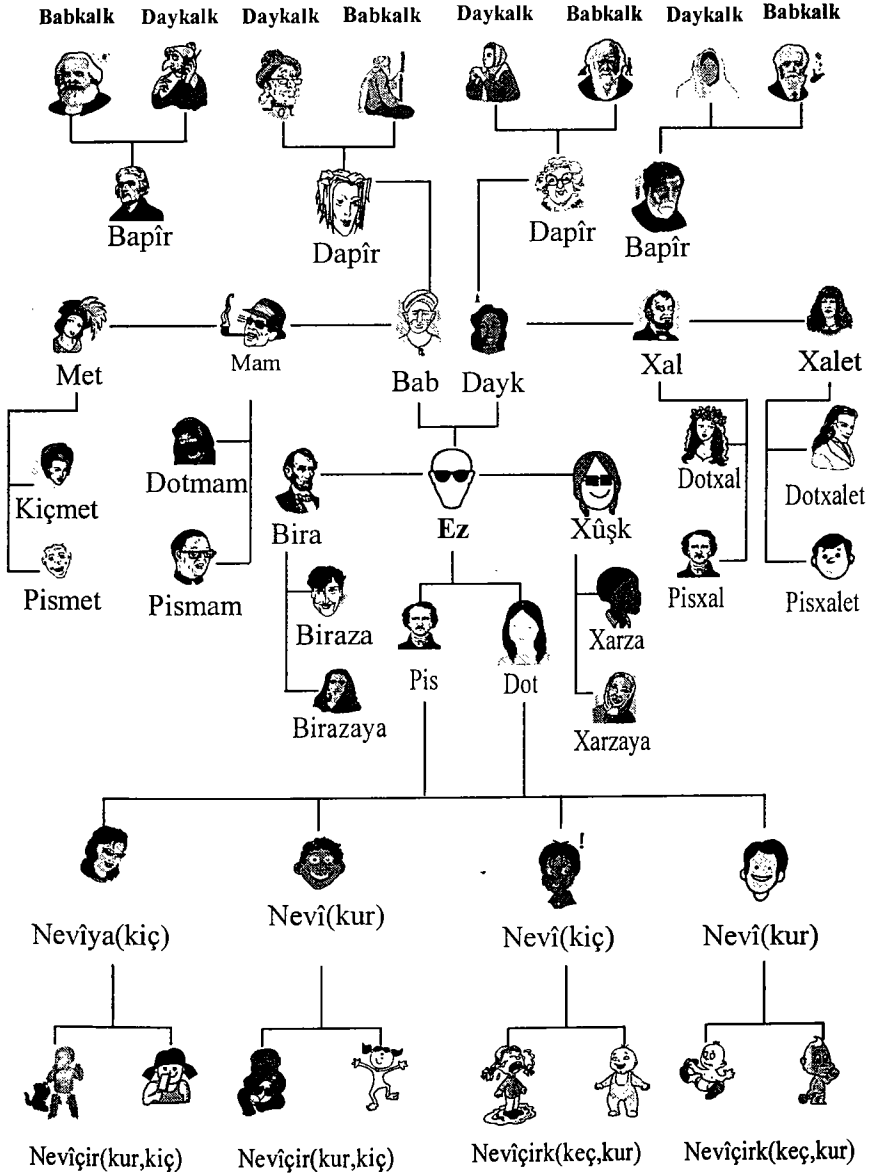 Babkalk Daykalk Daykalk Babkalk Daykalk Babkalk Daykalk Babkalk
Bapîr Dapîr Dapîr Bapîr
Met Mam Bab Dayk Xal Xalet
Kiçmet Dotmam Bira Ez Xûşk Dotxal Dotxalet
Pismet Pismam Biraza Pis Dot Xarza Pisxal Pisxalet
Birazaya Xarzaya
!
Nevîya(kiç) Nevî(kur) Nevî(kiç) Nevî(kur)
Nevîçir(kur,kiç) Nevîçir(kur,kiç) Nevîçirk(keç,kur) Nevîçirk(keç,kur)